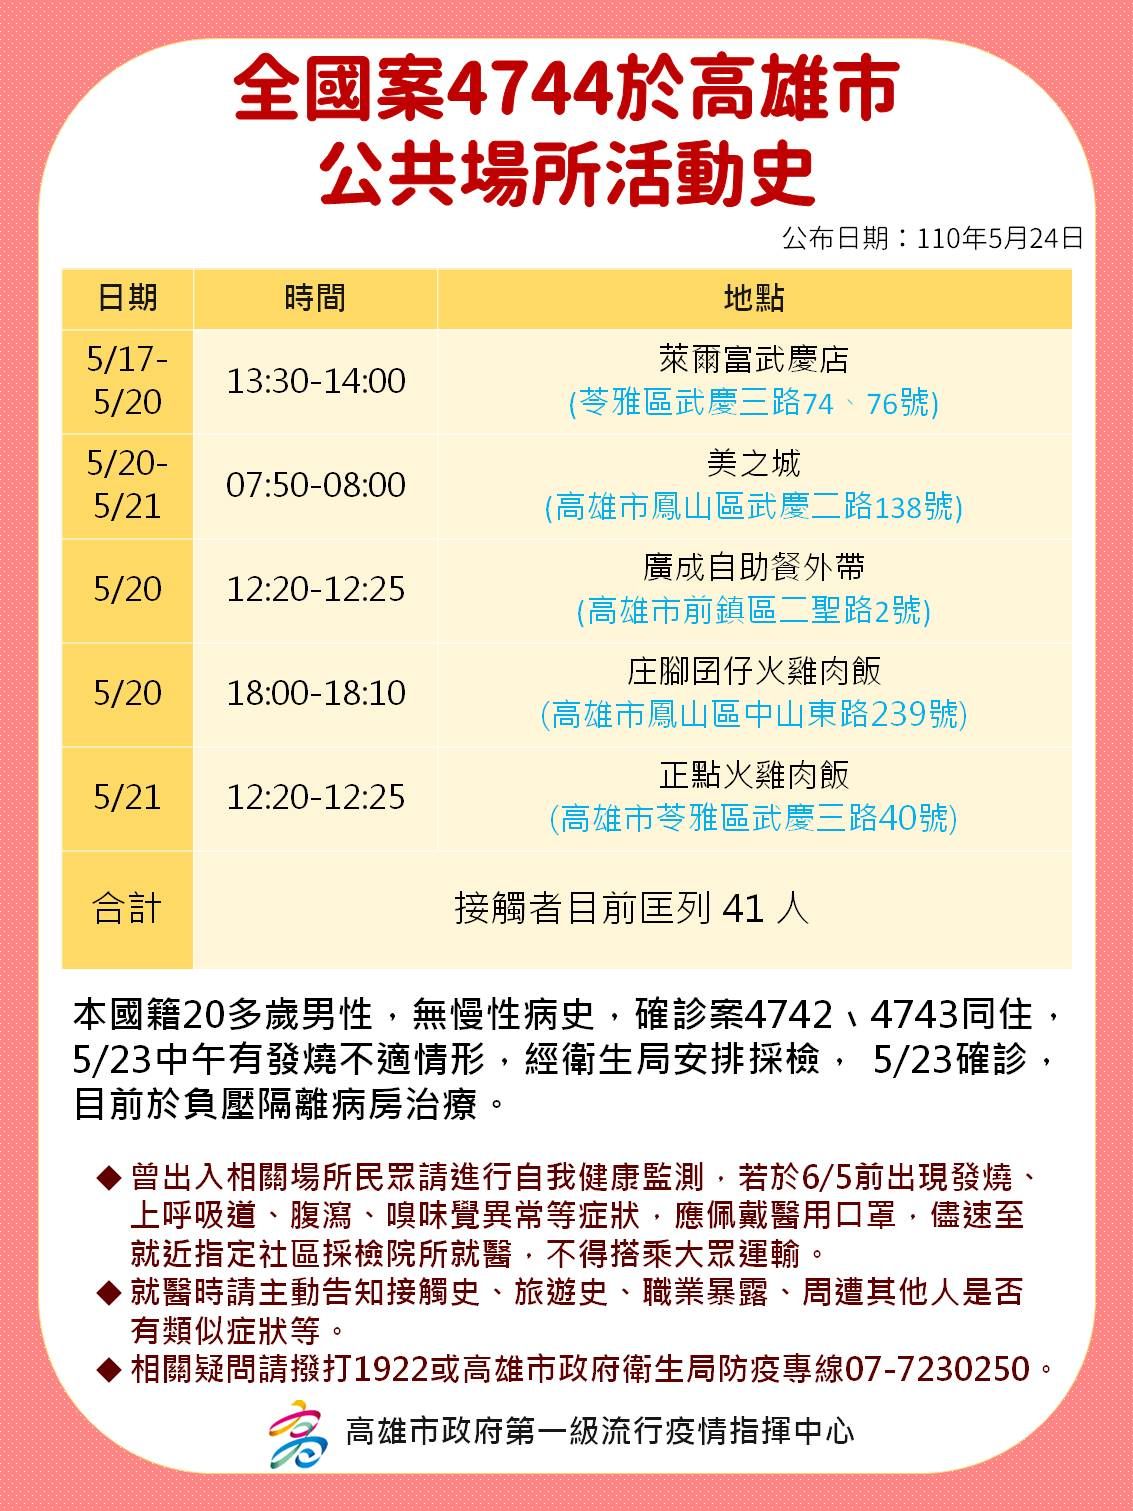 全國案4744於高雄市
公共場所活動史
公布日期：110年5月24日
日期 時間 地點
5/17-
5/20
13:30-14:00
萊爾富武慶店
(苓雅區武慶三路74、76號)
5/20-
5/21
07:50-08:00
美之城
(高雄市鳳山區武慶二路138號)
5/20
12:20-12:25
廣成自助餐外帶
(高雄市前鎮區二聖路2號)
5/20
18:00-18:10
庄腳囝仔火雞肉飯
(高雄市鳳山區中山東路239號)
5/21
12:20-12:25
正點火雞肉飯
(高雄市苓雅區武慶三路40號)
合計 接觸者目前匡列 41 人
本國籍20多歲男性，無慢性病史，確診案4742、4743同住，
5/23中午有發燒不適情形，經衛生局安排採檢， 5/23確診，
目前於負壓隔離病房治療。
◆曾出入相關場所民眾請進行自我健康監測，若於6/5前出現發燒、
上呼吸道、腹瀉、嗅味覺異常等症狀，應佩戴醫用口罩，儘速至
就近指定社區採檢院所就醫，不得搭乘大眾運輸。
◆就醫時請主動告知接觸史、旅遊史、職業暴露、周遭其他人是否
有類似症狀等。
◆相關疑問請撥打1922或高雄市政府衛生局防疫專線07-7230250。
高雄市政府第一級流行疫情指揮中心